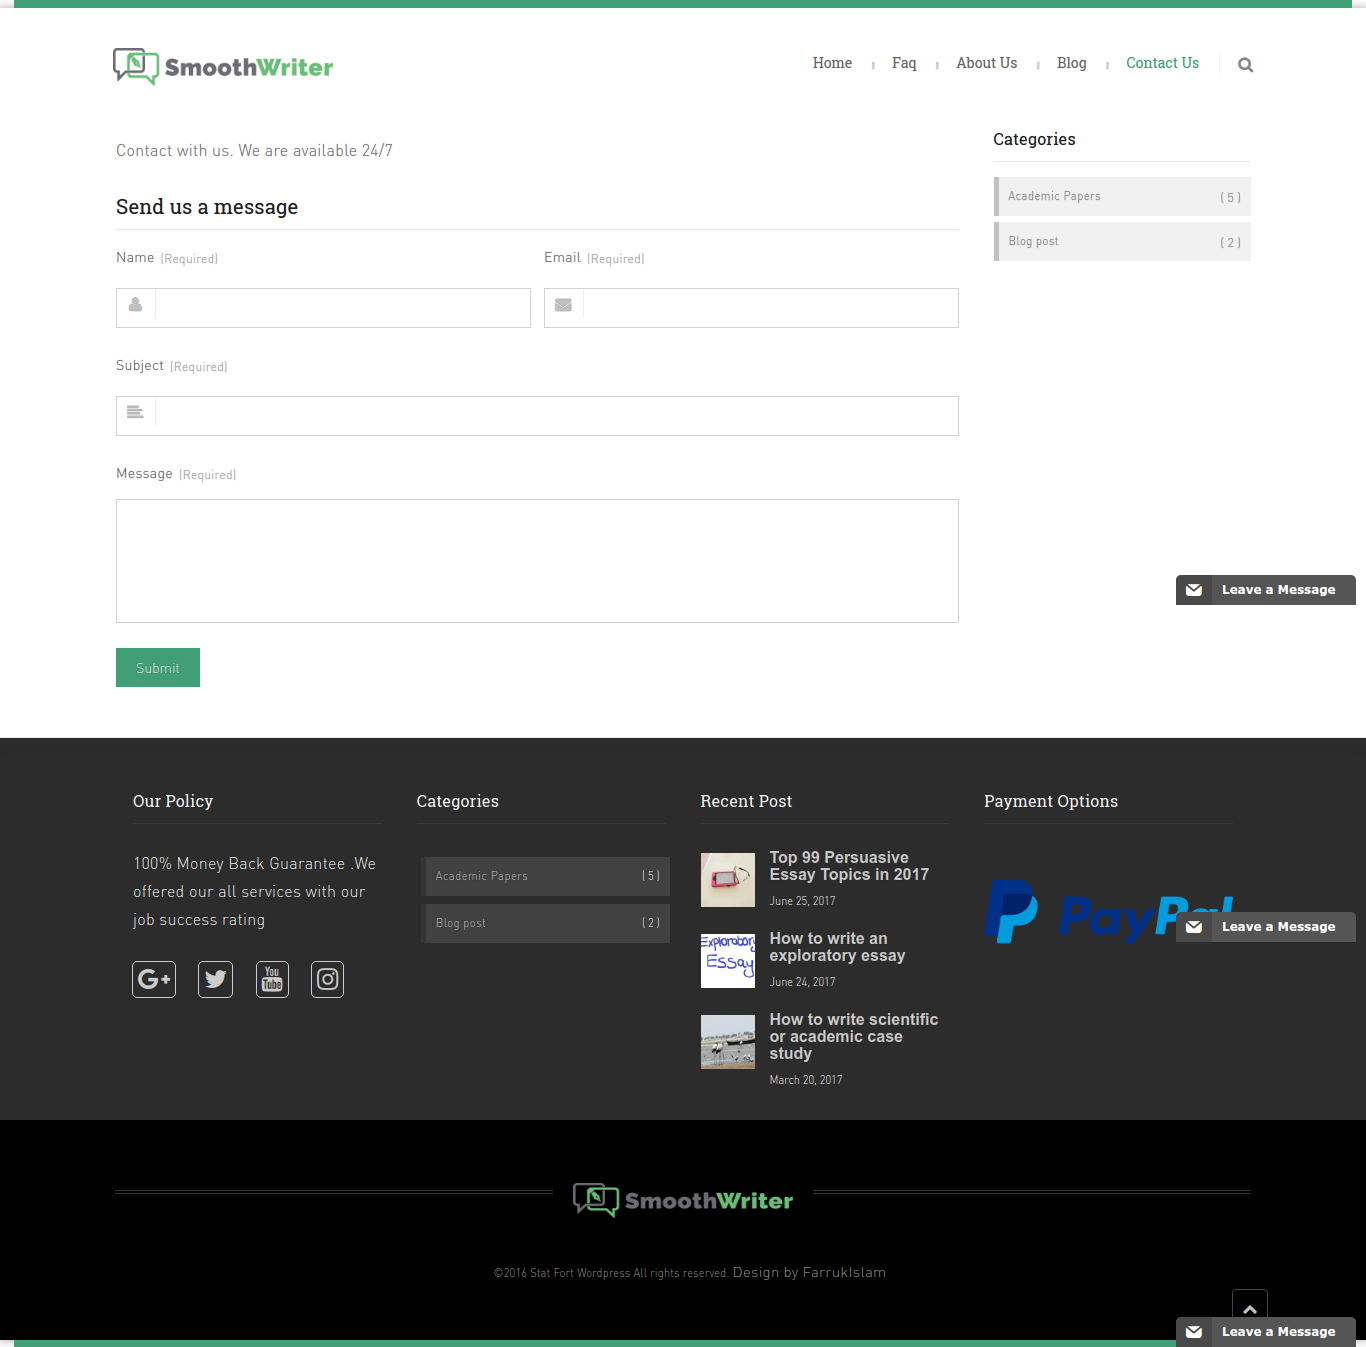 SmoothWriter
Home
Faq
About Us
Blog
Contact Us
Contact with us. We are available 24/7
Send us a message
Name (Required)
Email (Required)
Subject (Required)
Message (Required)
Submit
Categories
Academic Papers ( 5 )
Blog post ( 2 )
Leave a Message
Our Policy
100% Money Back Guarantee .We
offered our all services with our
job success rating
G+
You
Tube
Categories
Academic Papers ( 5 )
Blog post ( 2 )
Recent Post
Top 99 Persuasive
Essay Topics in 2017
June 25, 2017
Exploratory
Essay
How to write an
exploratory essay
June 24, 2017
How to write scientific
or academic case
study
March 20, 2017
Payment Options
PayPal
Leave a Message
SmoothWriter
©2016 Stat Fort Wordpress All rights reserved. Design by FarrukIslam
Leave a Message